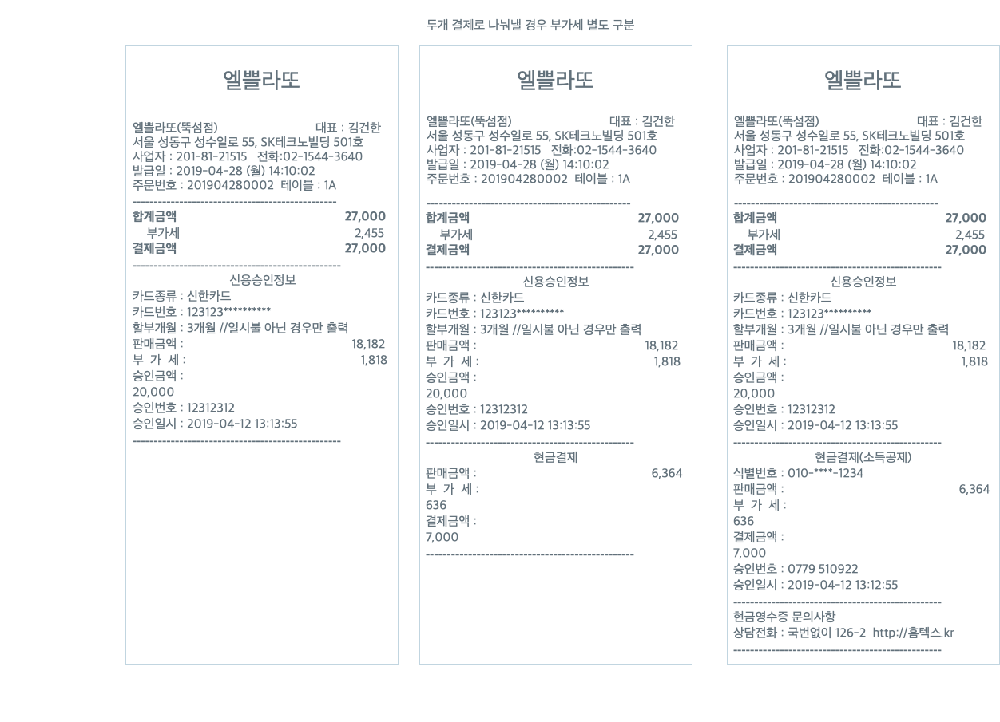 두개 결제로 나눠낼 경우 부가세 별도 구분
엘쁠라또
엘쁠라또(뚝섬점) 대표 : 김건한
서울 성동구 성수일로 55, SK테크노빌딩 501호
사업자 : 201-81-21515 전화:02-1544-3640
발급일 : 2019-04-28 (월) 14:10:02
주문번호 : 201904280002 테이블 : 1A
--------------------------------------------------
합계금액 27,000
부가세 2,455
결제금액 27,000
--------------------------------------------------
신용승인정보
카드종류 : 신한카드
카드번호 : 123123**********
할부개월 : 3개월 //일시불 아닌 경우만 출력
판매금액 : 18,182
부 가 세 : 1,818
승인금액 :
20,000
승인번호 : 12312312
승인일시 : 2019-04-12 13:13:55
--------------------------------------------------
엘쁠라또
엘쁠라또(뚝섬점) 대표 : 김건한
서울 성동구 성수일로 55, SK테크노빌딩 501호
사업자 : 201-81-21515 전화:02-1544-3640
발급일 : 2019-04-28 (월) 14:10:02
주문번호 : 201904280002 테이블 : 1A
--------------------------------------------------
합계금액 27,000
부가세 2,455
결제금액 27,000
--------------------------------------------------
신용승인정보
카드종류 : 신한카드
카드번호 : 123123**********
할부개월 : 3개월 //일시불 아닌 경우만 출력
판매금액 : 18,182
부 가 세 : 1,818
승인금액 :
20,000
승인번호 : 12312312
승인일시 : 2019-04-12 13:13:55
--------------------------------------------------
현금결제
판매금액 : 6,364
부 가 세 :
636
결제금액 :
7,000
--------------------------------------------------
엘쁠라또
엘쁠라또(뚝섬점) 대표 : 김건한
서울 성동구 성수일로 55, SK테크노빌딩 501호
사업자 : 201-81-21515 전화:02-1544-3640
발급일 : 2019-04-28 (월) 14:10:02
주문번호 : 201904280002 테이블 : 1A
--------------------------------------------------
합계금액 27,000
부가세 2,455
결제금액 27,000
--------------------------------------------------
신용승인정보
카드종류 : 신한카드
카드번호 : 123123**********
할부개월 : 3개월 //일시불 아닌 경우만 출력
판매금액 : 18,182
부 가 세 : 1,818
승인금액 :
20,000
승인번호 : 12312312
승인일시 : 2019-04-12 13:13:55
--------------------------------------------------
현금결제(소득공제)
식별번호 : 010-****-1234
판매금액 : 6,364
부 가 세 :
636
결제금액 :
7,000
승인번호 : 0779 510922
승인일시 : 2019-04-12 13:12:55
--------------------------------------------------
현금영수증 문의사항
상담전화 : 국번없이 126-2 http://홈텍스.kr
--------------------------------------------------